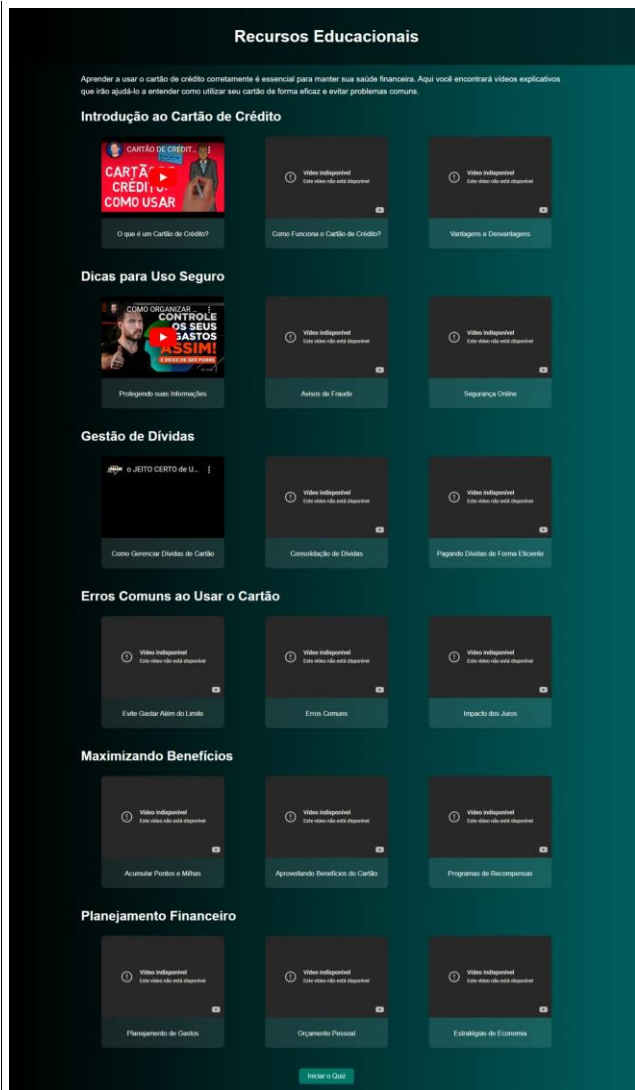 Recursos Educacionais
Aprender a usar o cartão de crédito corretamente é essencial para manter sua saúde financeira. Aqui você encontrará vídeos explicativos
que irão ajudá-lo a entender como utilizar seu cartão de forma eficaz e evitar problemas comuns.
Introdução ao Cartão de Crédito
CARTÃO DE CRÉDIT...
CARTÃ
CRÉDITO:
COMO USAR
Vídeo indisponível
Este vídeo não está disponível
Vídeo indisponível
Este vídeo não está disponível
O que é um Cartão de Crédito?
Como Funciona o Cartão de Crédito?
Vantagens e Desvantagens
Dicas para Uso Seguro
COMO ORGANIZAR ...
CONTROLE
OS SEUS
GASTOS
ASSIM!
E DEIXE DE SER POBRE
Vídeo indisponível
Este vídeo não está disponível
Vídeo indisponível
Este vídeo não está disponível
Protegendo suas Informações
Avisos de Fraude
Segurança Online
Gestão de Dívidas
o JEITO CERTO de U...
Vídeo indisponível
Este vídeo não está disponível
Vídeo indisponível
Este vídeo não está disponível
Como Gerenciar Dívidas de Cartão
Consolidação de Dívidas
Pagando Dívidas de Forma Eficiente
Erros Comuns ao Usar o Cartão
Vídeo indisponível
Este vídeo não está disponível
Vídeo indisponível
Este vídeo não está disponível
Vídeo indisponível
Este vídeo não está disponível
Evite Gastar Além do Limite
Erros Comuns
Impacto dos Juros
Maximizando Benefícios
Vídeo indisponível
Este vídeo não está disponível
Vídeo indisponível
Este vídeo não está disponível
Vídeo indisponível
Este vídeo não está disponível
Acumular Pontos e Milhas
Aproveitando Benefícios do Cartão
Programas de Recompensas
Planejamento Financeiro
Vídeo indisponível
Este vídeo não está disponível
Vídeo indisponível
Este vídeo não está disponível
Vídeo indisponível
Este vídeo não está disponível
Planejamento de Gastos
Orçamento Pessoal
Estratégias de Economia
Iniciar o Quiz